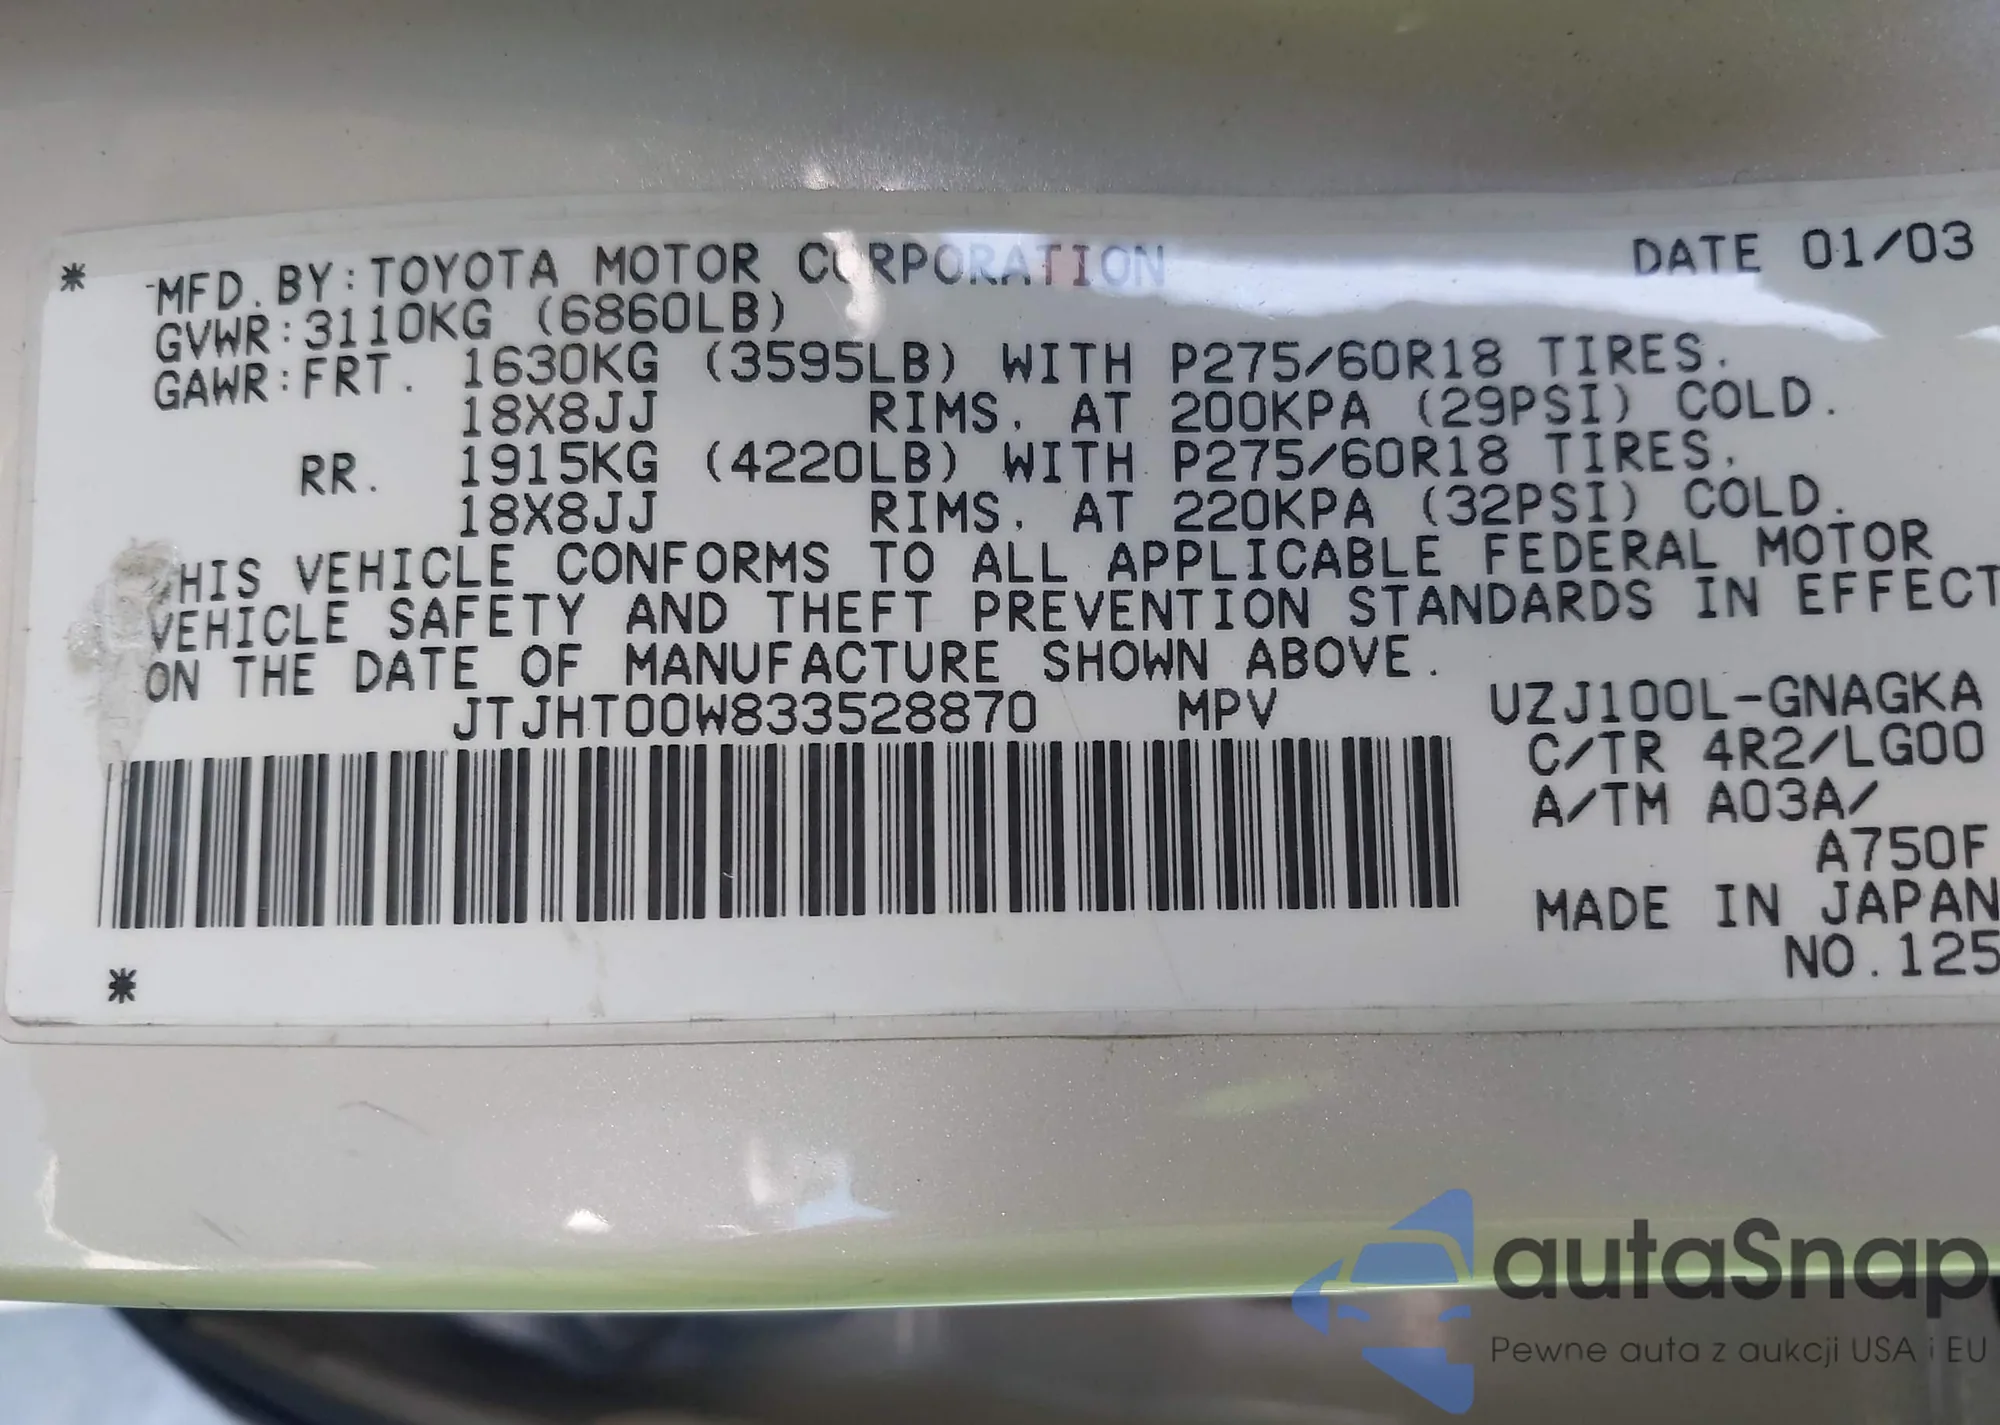 * MFD. BY: TOYOTA MOTOR CORPORATION DATE 01/03
GVWR: 3110KG (6860LB)
GAWR: FRT. 1630KG (3595LB) WITH P275/60R18 TIRES.
18X8JJ RIMS, AT 200KPA (29PSI) COLD.
RR. 1915KG (4220LB) WITH P275/60R18 TIRES,
18X8JJ RIMS, AT 220KPA (32PSI) COLD.
HIS VEHICLE CONFORMS TO ALL APPLICABLE FEDERAL MOTOR
VEHICLE SAFETY AND THEFT PREVENTION STANDARDS IN EFFECT
ON THE DATE OF MANUFACTURE SHOWN ABOVE.
JTJHT00W833528870 MPV UZJ100L-GNAGKA
C/TR 4R2/LG00
A/TM A03A/
A750F
MADE IN JAPAN
NO. 125
*
autaSnap
Pewne auta z aukcji USA i EU